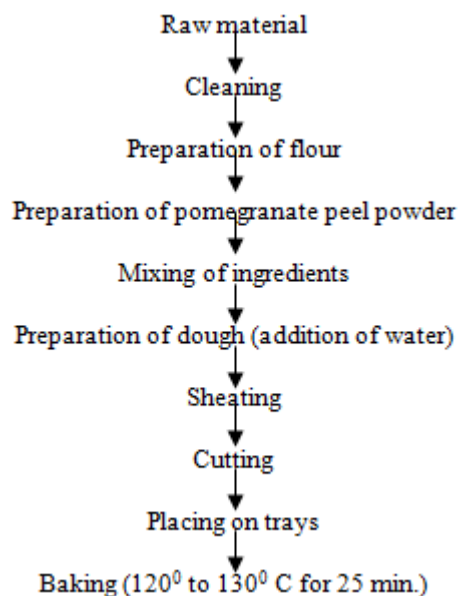 Raw material
Cleaning
Preparation of flour
Preparation of pomegranate peel powder
Mixing of ingredients
Preparation of dough (addition of water)
Sheating
Cutting
Placing on trays
Baking (120⁰ to 130⁰ C for 25 min.)